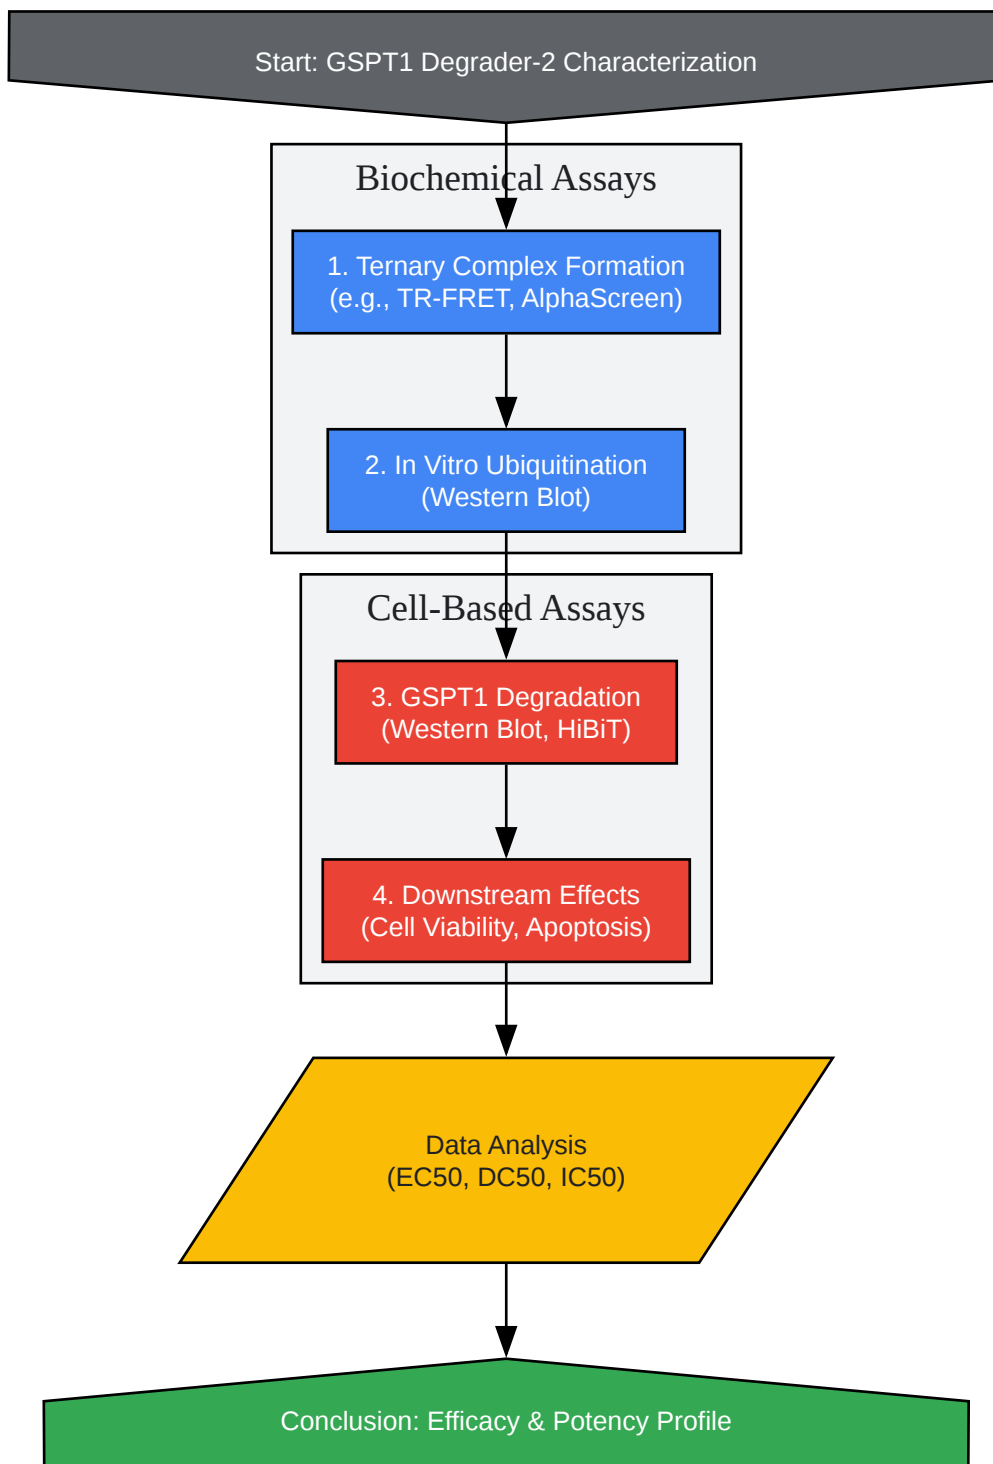 Start: GSPT1 Degrader-2 Characterization
Biochemical Assays
1. Ternary Complex Formation
(e.g., TR-FRET, AlphaScreen)
2. In Vitro Ubiquitination
(Western Blot)
Cell-Based Assays
3. GSPT1 Degradation
(Western Blot, HiBiT)
4. Downstream Effects
(Cell Viability, Apoptosis)
Data Analysis
(EC50, DC50, IC50)
Conclusion: Efficacy & Potency Profile